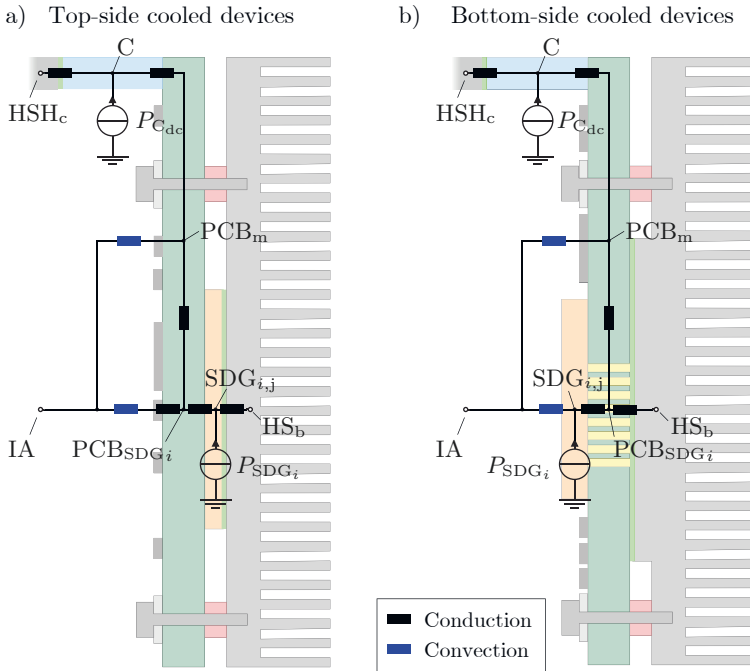 a) Top-side cooled devices
C
HSH_c
P_C_dc
PCB_m
SDG_i,j
IA
HS_b
PCB_SDG_i
P_SDG_i
b) Bottom-side cooled devices
C
HSH_c
P_C_dc
PCB_m
SDG_i,j
IA
HS_b
PCB_SDG_i
P_SDG_i
Conduction
Convection